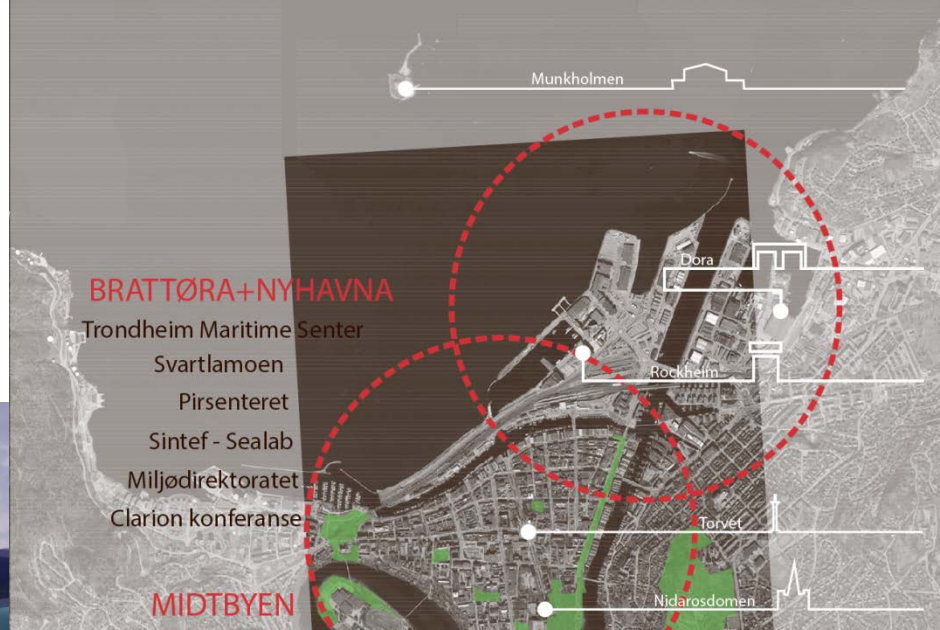 Munkholmen
Dora
BRATTØRA+NYHAVNA
Trondheim Maritime Senter
Svartlamoen
Rockheim
Pirsenteret
Sintef - Sealab
Miljødirektoratet
Clarion konferanse
Torvet
MIDTBYEN
Nidarosdomen